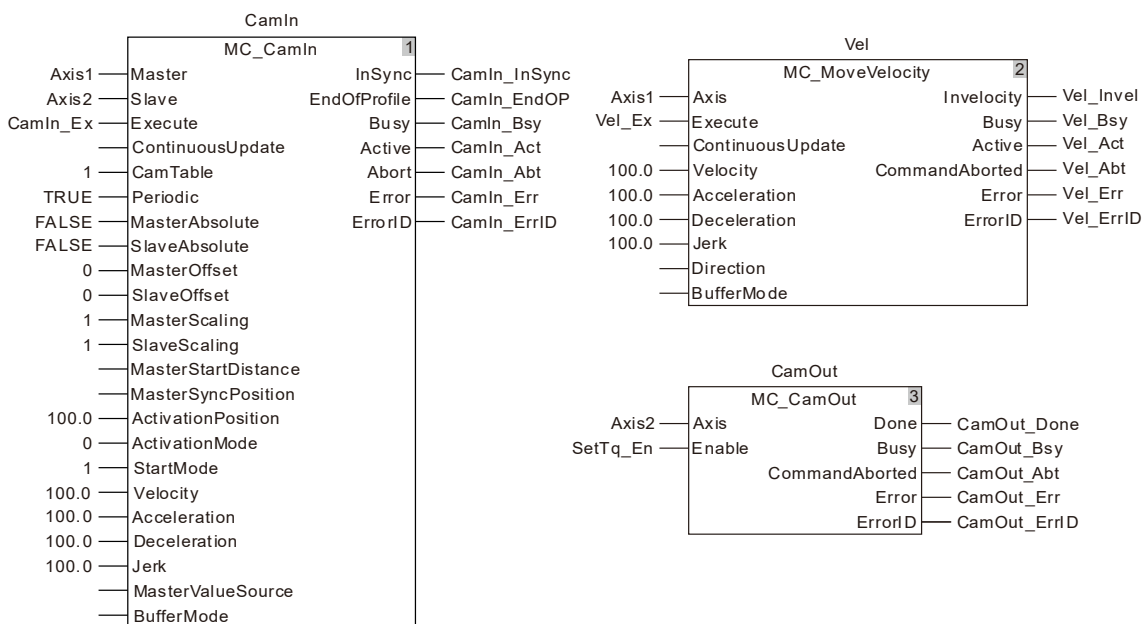 CamIn
MC_CamIn 1
Axis1 Master InSync CamIn_InSync
Axis2 Slave EndOfProfile CamIn_EndOP
CamIn_Ex Execute Busy CamIn_Bsy
ContinuousUpdate Active CamIn_Act
1 CamTable Abort CamIn_Abt
TRUE Periodic Error CamIn_Err
FALSE MasterAbsolute ErrorID CamIn_ErrID
FALSE SlaveAbsolute
0 MasterOffset
0 SlaveOffset
1 MasterScaling
1 SlaveScaling
MasterStartDistance
MasterSyncPosition
100.0 ActivationPosition
0 ActivationMode
1 StartMode
100.0 Velocity
100.0 Acceleration
100.0 Deceleration
100.0 Jerk
MasterValueSource
BufferMode
Vel
MC_MoveVelocity 2
Axis1 Axis Invelocity Vel_Invel
Vel_Ex Execute Busy Vel_Bsy
ContinuousUpdate Active Vel_Act
100.0 Velocity CommandAborted Vel_Abt
100.0 Acceleration Error Vel_Err
100.0 Deceleration ErrorID Vel_ErrID
100.0 Jerk
Direction
BufferMode
CamOut
MC_CamOut 3
Axis2 Axis Done CamOut_Done
SetTq_En Enable Busy CamOut_Bsy
CommandAborted CamOut_Abt
Error CamOut_Err
ErrorID CamOut_ErrID